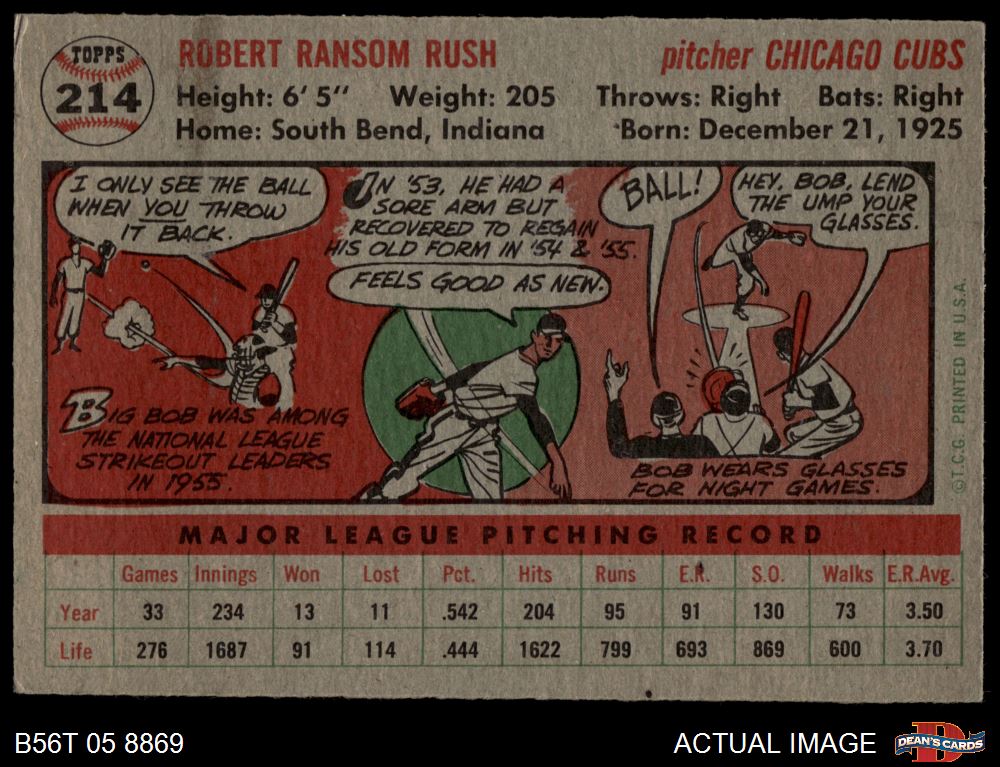 TOPPS
214
ROBERT RANSOM RUSH
pitcher CHICAGO CUBS
Height: 6' 5" Weight: 205 Throws: Right Bats: Right
Home: South Bend, Indiana Born: December 21, 1925
I ONLY SEE THE BALL
WHEN YOU THROW
IT BACK.
BIG BOB WAS AMONG
THE NATIONAL LEAGUE
STRIKEOUT LEADERS
IN 1955.
IN '53, HE HAD A
SORE ARM BUT
RECOVERED TO REGAIN
HIS OLD FORM IN '54 & '55.
FEELS GOOD AS NEW.
BALL!
HEY, BOB, LEND
THE UMP YOUR
GLASSES.
BOB WEARS GLASSES
FOR NIGHT GAMES.
©T.C.G. PRINTED IN U.S.A.
MAJOR LEAGUE PITCHING RECORD
Games Innings Won Lost Pct. Hits Runs E.R. S.O. Walks E.R.Avg.
Year 33 234 13 11 .542 204 95 91 130 73 3.50
Life 276 1687 91 114 .444 1622 799 693 869 600 3.70
B56T 05 8869
ACTUAL IMAGE
D
DEAN'S CARDS